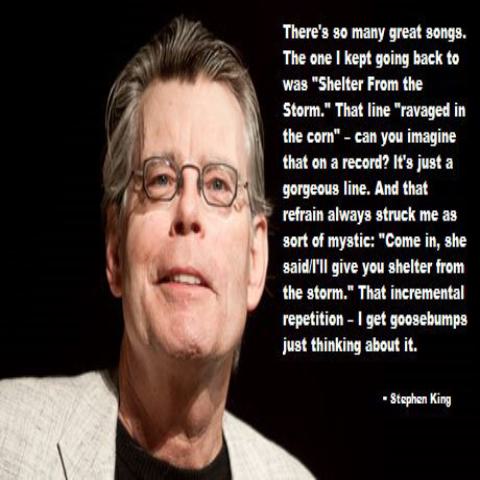 There's so many great songs.
The one I kept going back to
was "Shelter From the
Storm." That line "ravaged in
the corn" – can you imagine
that on a record? It's just a
gorgeous line. And that
refrain always struck me as
sort of mystic: "Come in, she
said/I'll give you shelter from
the storm." That incremental
repetition – I get goosebumps
just thinking about it.
- Stephen King